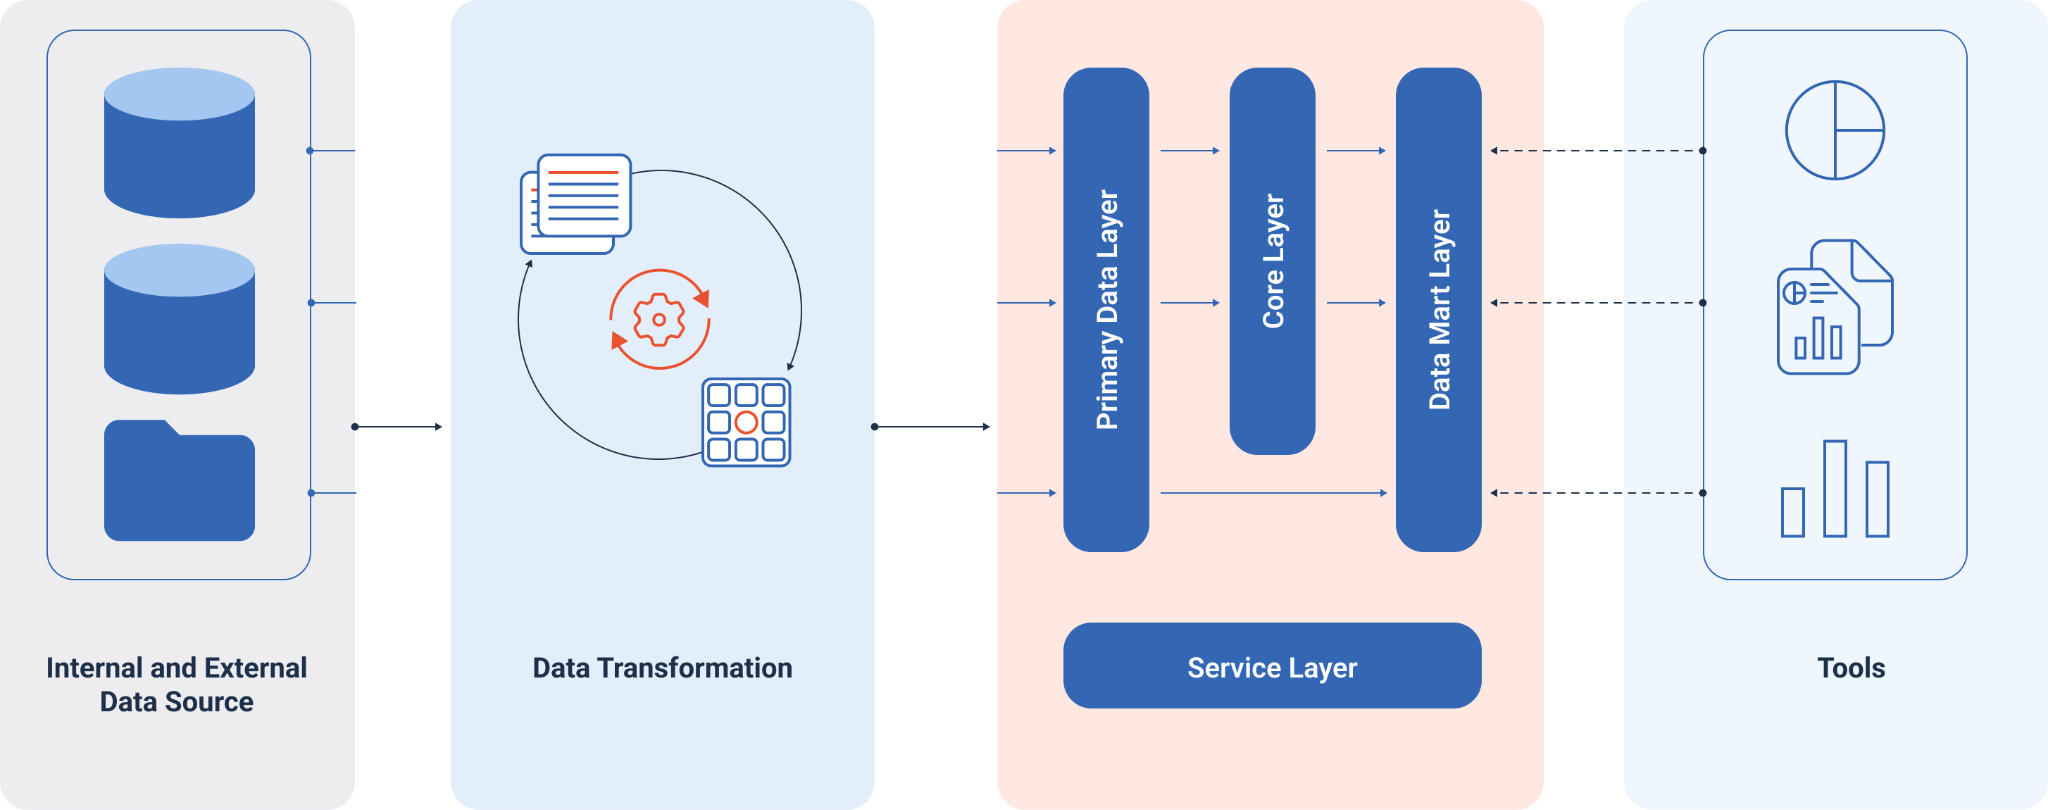 Internal and External
Data Source
Data Transformation
Primary Data Layer
Core Layer
Data Mart Layer
Service Layer
Tools